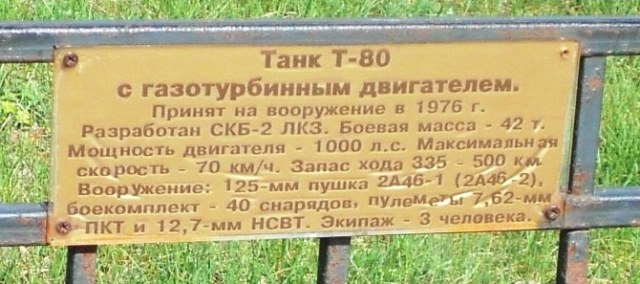 Танк Т-80
с газотурбинным двигателем.
Принят на вооружение в 1976 г.
Разработан СКБ-2 ЛКЗ. Боевая масса - 42 т.
Мощность двигателя - 1000 л.с. Максимальная
скорость - 70 км/ч. Запас хода 335 - 500 км.
Вооружение: 125-мм пушка 2А46-1 (2А46-2),
боекомплект - 40 снарядов, пулеметы 7,62-мм
ПКТ и 12,7-мм НСВТ. Экипаж - 3 человека.